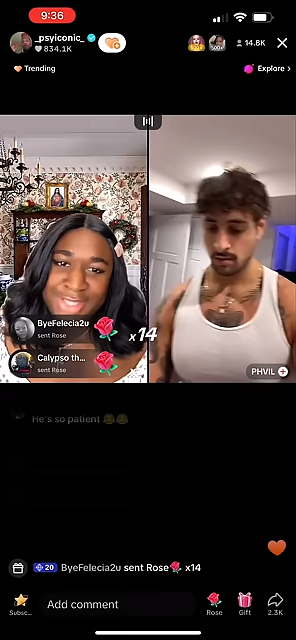 9:36
_psyiconic_
834.1K
500+
14.8K
Trending
Explore >
ByeFelecia2u
sent Rose
x14
Calypso th...
sent Rose
PHVIL
He's so patient 😂😂
20 ByeFelecia2u sent Rose🌹 x14
Subsc...
Add comment
Rose
Gift
2.3K